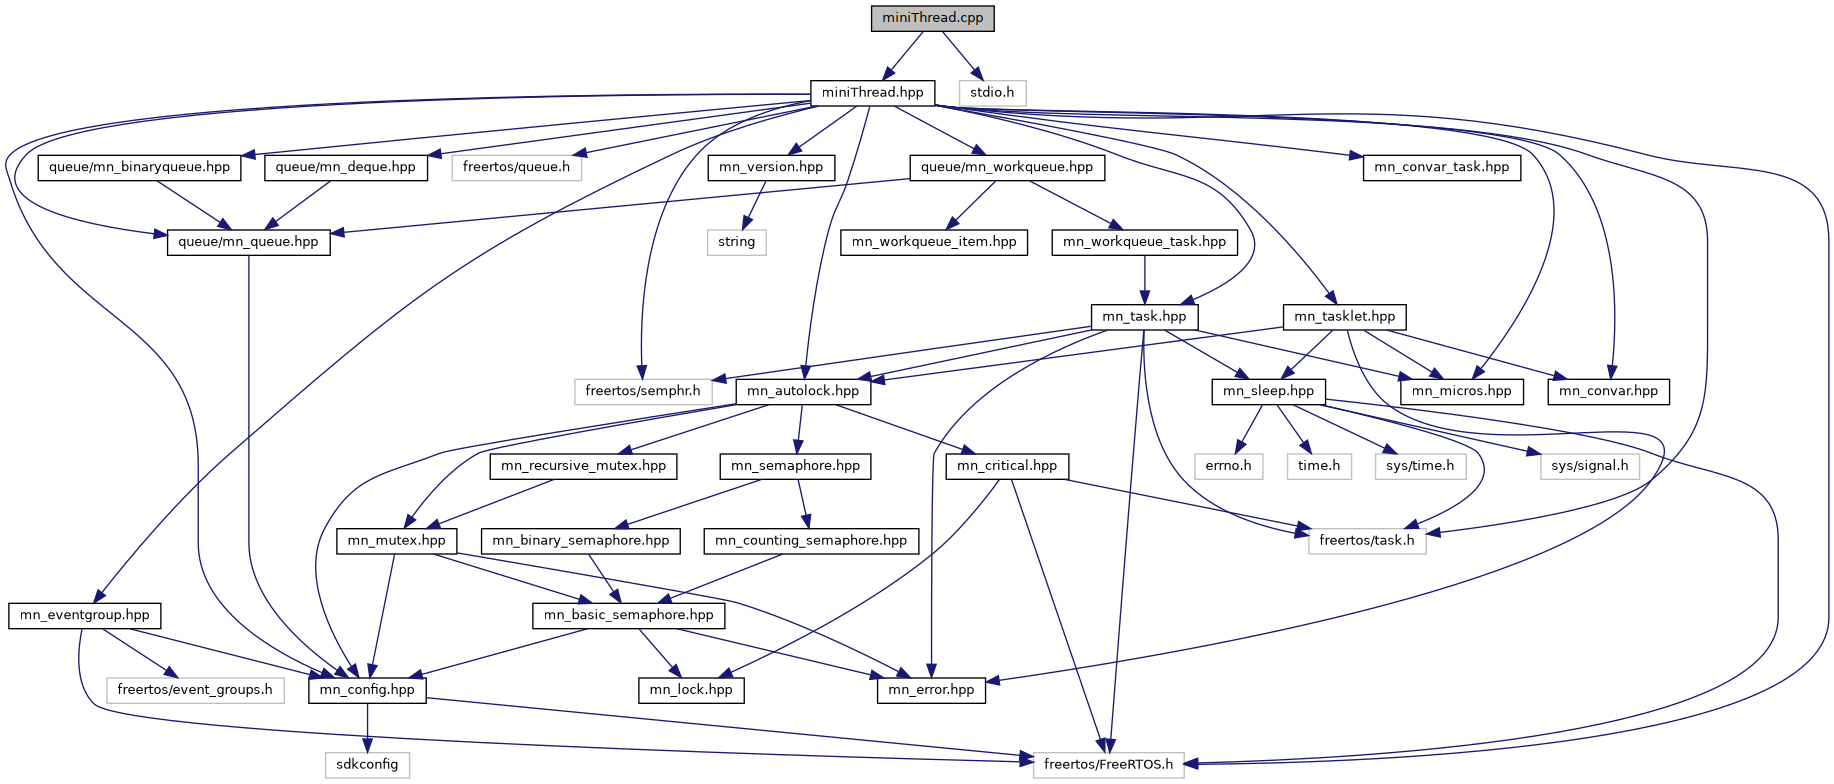 miniThread.cpp
miniThread.hpp
stdio.h
queue/mn_binaryqueue.hpp
queue/mn_deque.hpp
freertos/queue.h
mn_version.hpp
queue/mn_workqueue.hpp
mn_convar_task.hpp
queue/mn_queue.hpp
string
mn_workqueue_item.hpp
mn_workqueue_task.hpp
mn_task.hpp
mn_tasklet.hpp
freertos/semphr.h
mn_autolock.hpp
mn_sleep.hpp
mn_micros.hpp
mn_convar.hpp
mn_recursive_mutex.hpp
mn_semaphore.hpp
mn_critical.hpp
errno.h
time.h
sys/time.h
sys/signal.h
mn_mutex.hpp
mn_binary_semaphore.hpp
mn_counting_semaphore.hpp
freertos/task.h
mn_eventgroup.hpp
mn_basic_semaphore.hpp
freertos/event_groups.h
mn_config.hpp
mn_lock.hpp
mn_error.hpp
sdkconfig
freertos/FreeRTOS.h